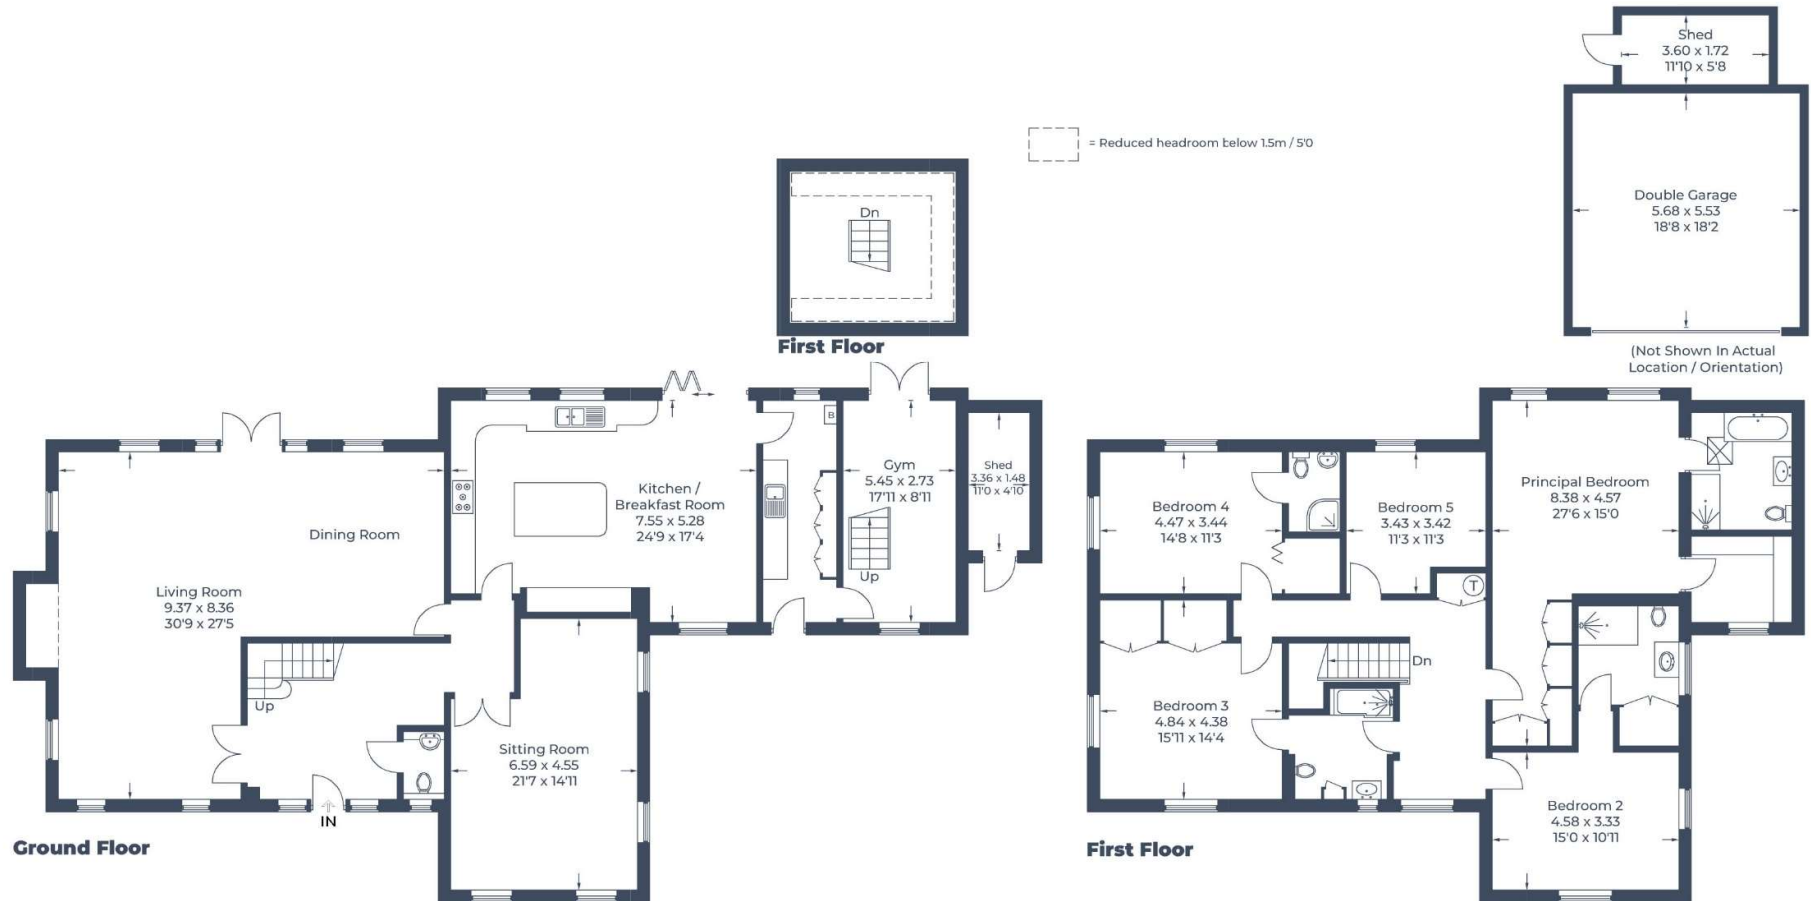 Shed
3.60 x 1.72
11'10 x 5'8
= Reduced headroom below 1.5m / 5'0
Dn
Double Garage
5.68 x 5.53
18'8 x 18'2
First Floor
(Not Shown In Actual
Location / Orientation)
B
Gym
5.45 x 2.73
17'11 x 8'11
Shed
3.36 x 1.48
11'0 x 4'10
Kitchen /
Breakfast Room
7.55 x 5.28
24'9 x 17'4
Dining Room
Living Room
9.37 x 8.36
30'9 x 27'5
Up
Up
Sitting Room
6.59 x 4.55
21'7 x 14'11
IN
Ground Floor
Principal Bedroom
8.38 x 4.57
27'6 x 15'0
Bedroom 4
4.47 x 3.44
14'8 x 11'3
Bedroom 5
3.43 x 3.42
11'3 x 11'3
T
Dn
Bedroom 3
4.84 x 4.38
15'11 x 14'4
Bedroom 2
4.58 x 3.33
15'0 x 10'11
First Floor